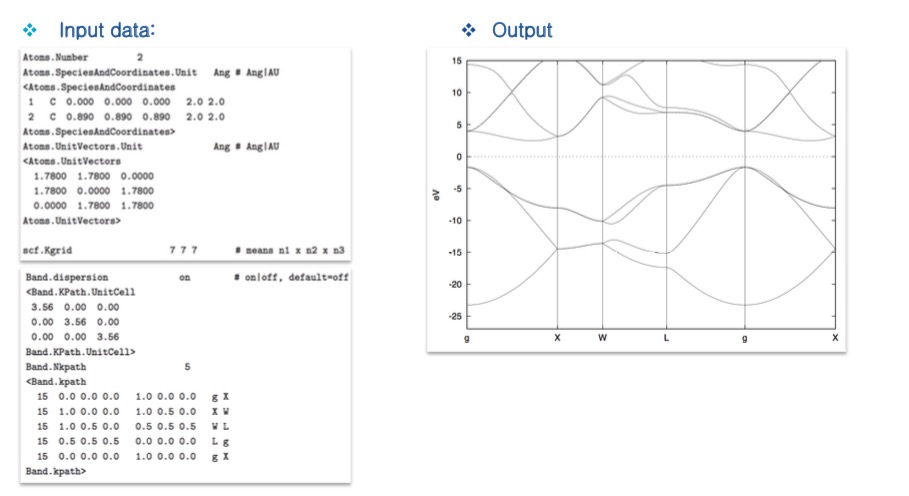 ❖ Input data:
Atoms.Number 2
Atoms.SpeciesAndCoordinates.Unit Ang # Ang|AU
<Atoms.SpeciesAndCoordinates
1 C 0.000 0.000 0.000 2.0 2.0
2 C 0.890 0.890 0.890 2.0 2.0
Atoms.SpeciesAndCoordinates>
Atoms.UnitVectors.Unit Ang # Ang|AU
<Atoms.UnitVectors
1.7800 1.7800 0.0000
1.7800 0.0000 1.7800
0.0000 1.7800 1.7800
Atoms.UnitVectors>
scf.Kgrid 7 7 7 # means n1 x n2 x n3
Band.dispersion on # on|off, default=off
<Band.KPath.UnitCell
3.56 0.00 0.00
0.00 3.56 0.00
0.00 0.00 3.56
Band.KPath.UnitCell>
Band.Nkpath 5
<Band.kpath
15 0.0 0.0 0.0 1.0 0.0 0.0 g X
15 1.0 0.0 0.0 1.0 0.5 0.0 X W
15 1.0 0.5 0.0 0.5 0.5 0.5 W L
15 0.5 0.5 0.5 0.0 0.0 0.0 L g
15 0.0 0.0 0.0 1.0 0.0 0.0 g X
Band.kpath>
❖ Output
15
10
5
0
-5
-10
-15
-20
-25
eV
g X W L g X